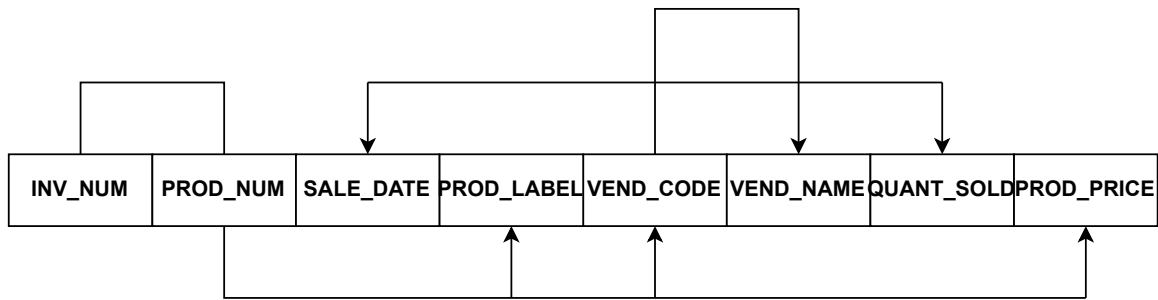 INV_NUM PROD_NUM SALE_DATE PROD_LABEL VEND_CODE VEND_NAME QUANT_SOLD PROD_PRICE